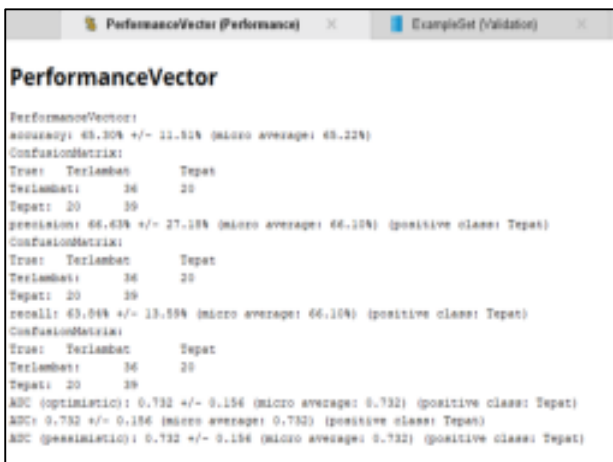 PerformanceVector (Performance)
ExampleSet (Validation)
PerformanceVector
PerformanceVector:
accuracy: 65.30% +/- 11.51% (micro average: 65.22%)
ConfusionMatrix:
True: Terlambat Tepat
Terlambat: 36 20
Tepat: 20 39
precision: 66.63% +/- 27.18% (micro average: 66.10%) (positive class: Tepat)
ConfusionMatrix:
True: Terlambat Tepat
Terlambat: 36 20
Tepat: 20 39
recall: 63.86% +/- 13.59% (micro average: 66.10%) (positive class: Tepat)
ConfusionMatrix:
True: Terlambat Tepat
Terlambat: 36 20
Tepat: 20 39
AUC (optimistic): 0.732 +/- 0.156 (micro average: 0.732) (positive class: Tepat)
AUC: 0.732 +/- 0.156 (micro average: 0.732) (positive class: Tepat)
AUC (pessimistic): 0.732 +/- 0.156 (micro average: 0.732) (positive class: Tepat)